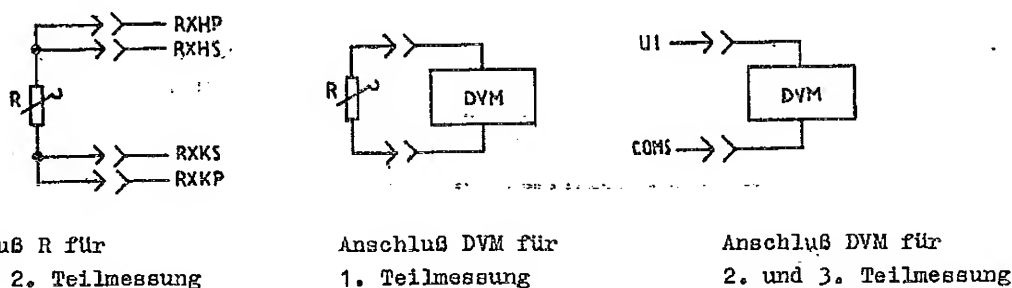 RXHP
RXHS
R
RXKS
RXKP
R
DVM
U1
DVM
COMS
uß R für
2. Teilmessung
Anschluß DVM für
1. Teilmessung
Anschluß DVM für
2. und 3. Teilmessung